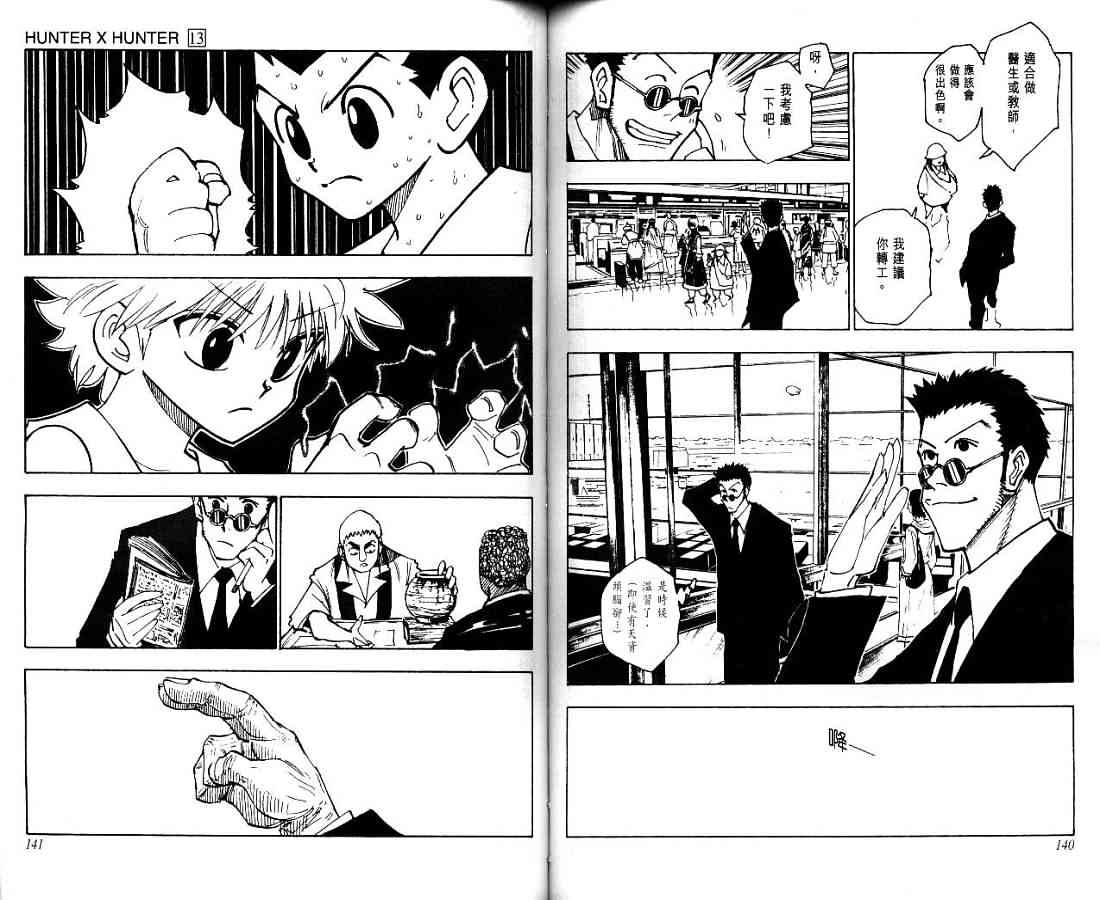 HUNTER X HUNTER 13
適合做
醫生或教師，
應該會
做得
很出色啊。
我建議
你轉工。
呀，
我考慮
一下吧！
是時候
溫習了，
（即使有天資
頭腦很…）
嗶
140
141